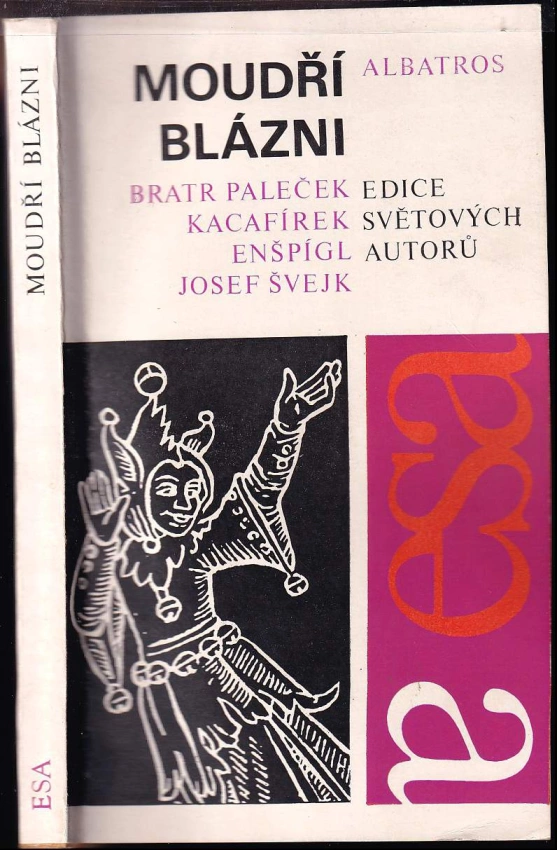 MOUDŘÍ BLÁZNI
ESA
MOUDŘÍ
BLÁZNI
ALBATROS
BRATR PALEČEK
KACAFÍREK
ENŠPÍGL
JOSEF ŠVEJK
EDICE
SVĚTOVÝCH
AUTORŮ
esa
a